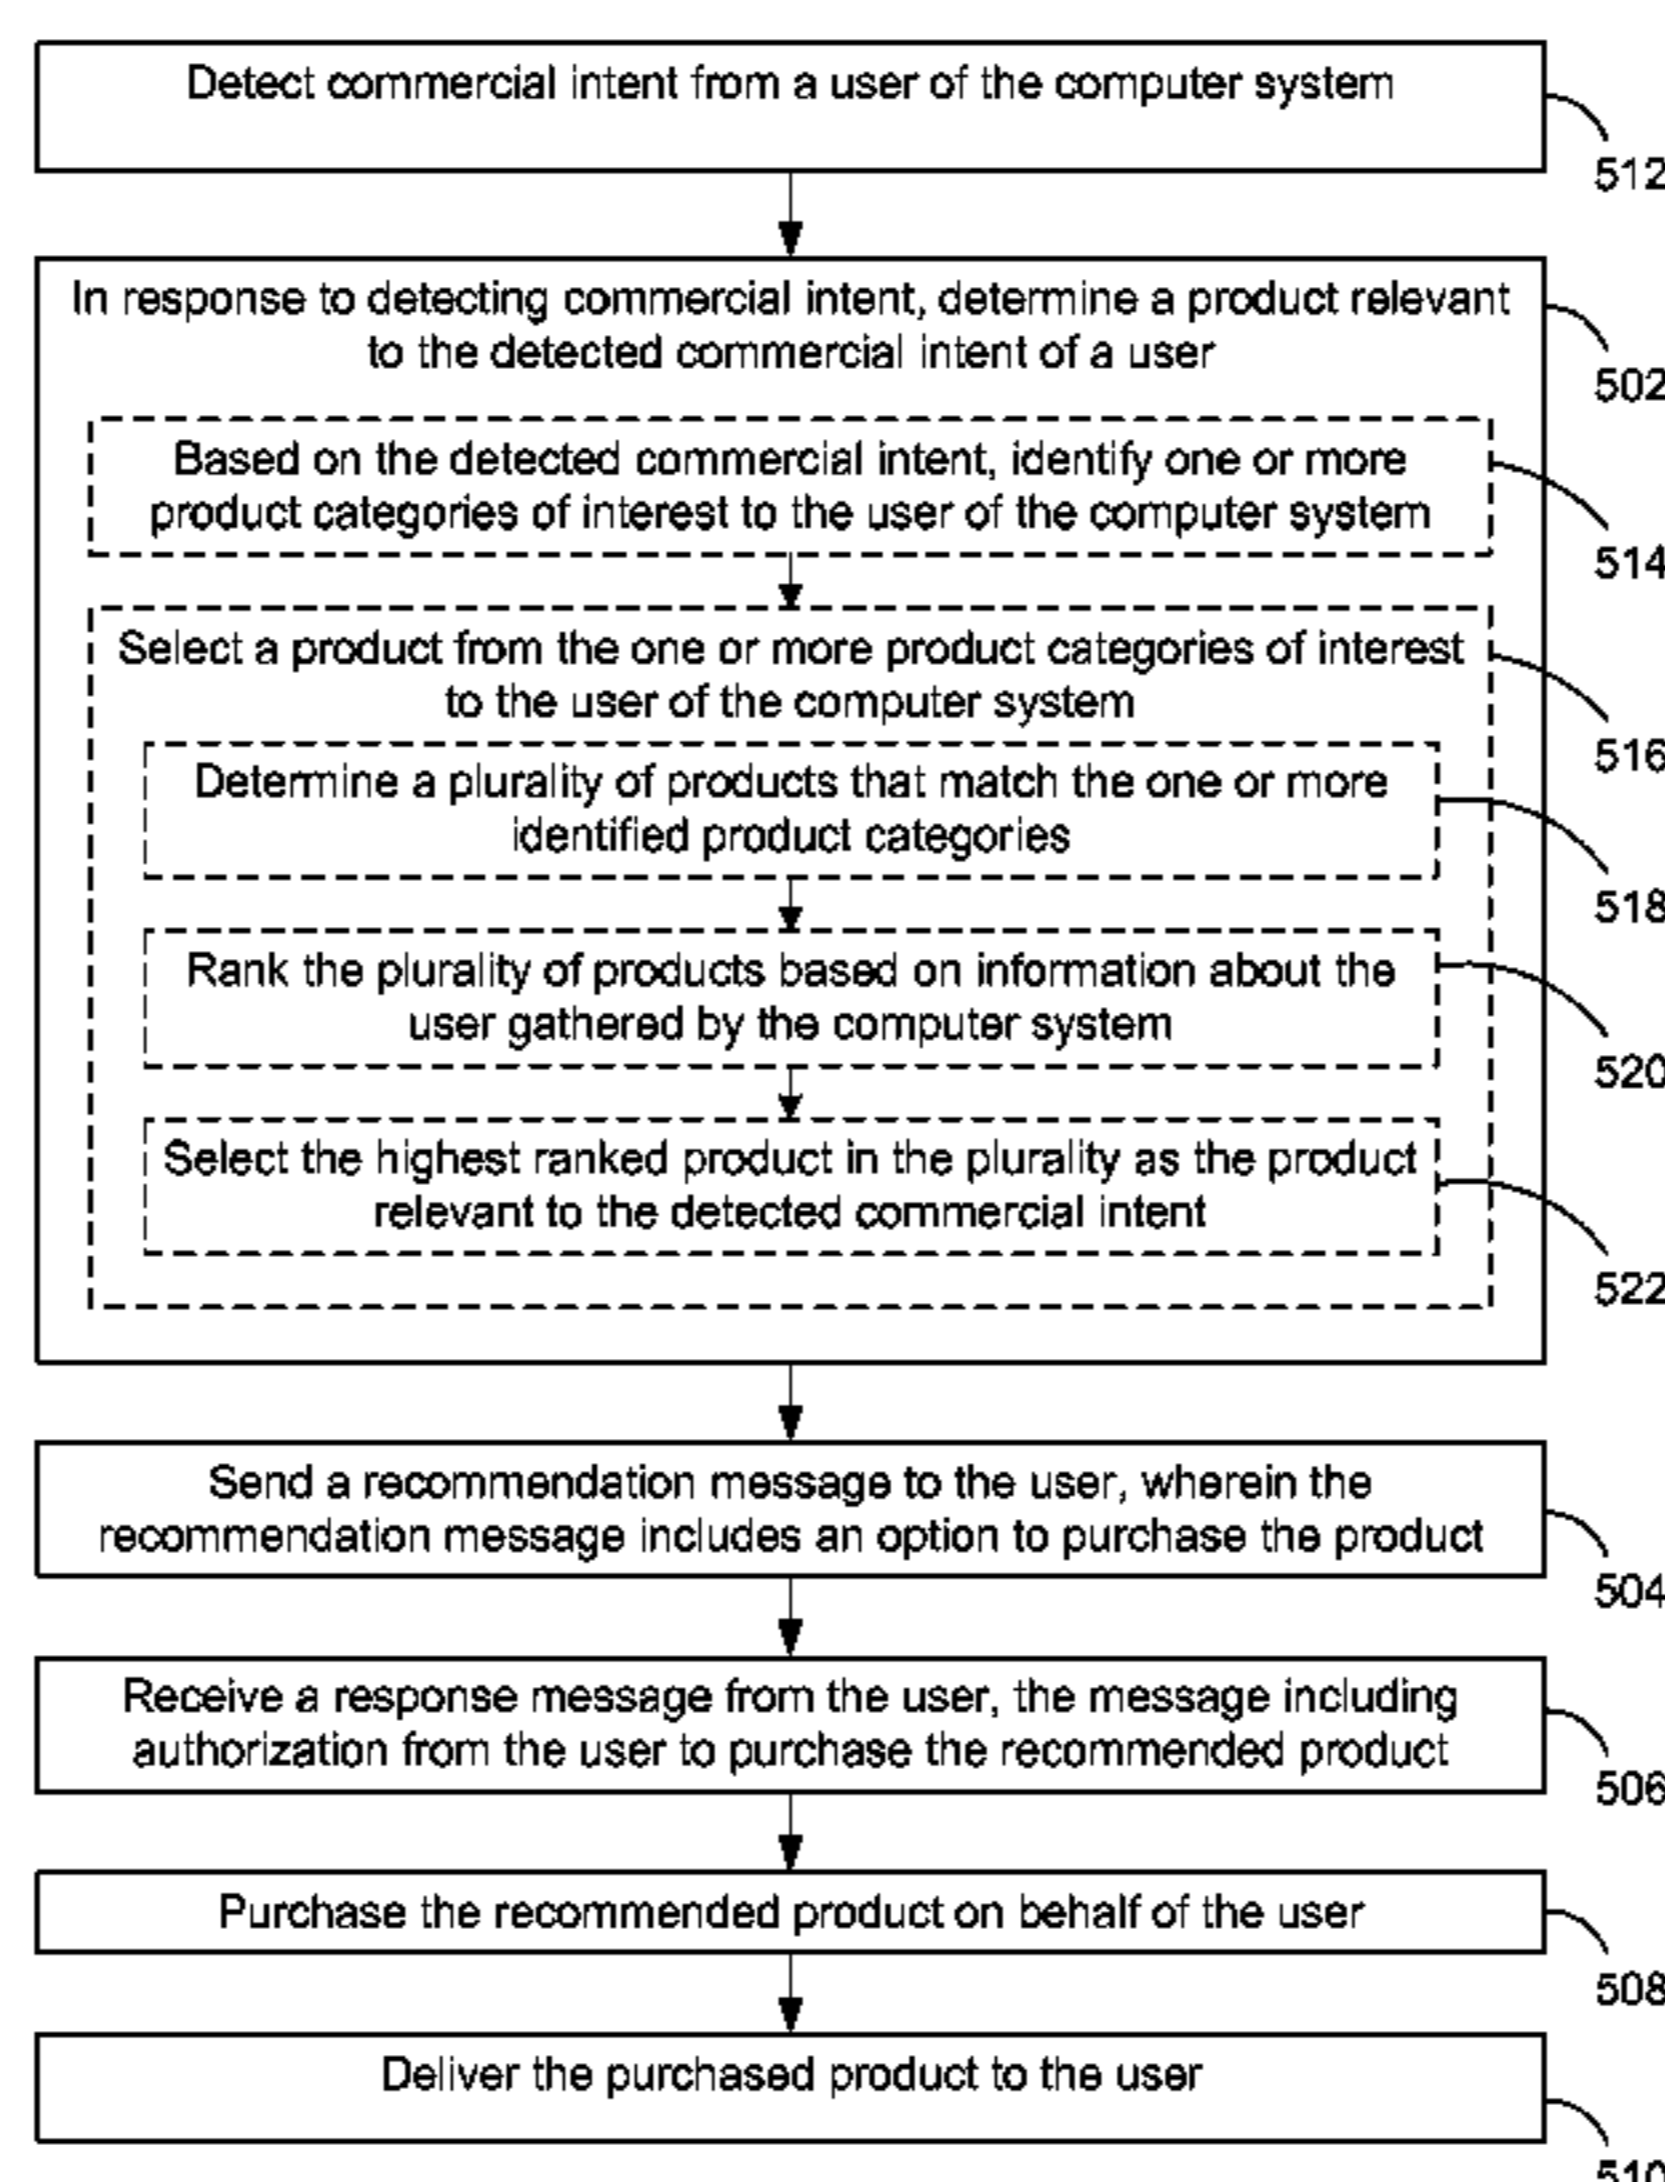 Detect commercial intent from a user of the computer system
512
In response to detecting commercial intent, determine a product relevant
to the detected commercial intent of a user
502
Based on the detected commercial intent, identify one or more
product categories of interest to the user of the computer system
514
Select a product from the one or more product categories of interest
to the user of the computer system
516
Determine a plurality of products that match the one or more
identified product categories
518
Rank the plurality of products based on information about the
user gathered by the computer system
520
Select the highest ranked product in the plurality as the product
relevant to the detected commercial intent
522
Send a recommendation message to the user, wherein the
recommendation message includes an option to purchase the product
504
Receive a response message from the user, the message including
authorization from the user to purchase the recommended product
506
Purchase the recommended product on behalf of the user
508
Deliver the purchased product to the user
510